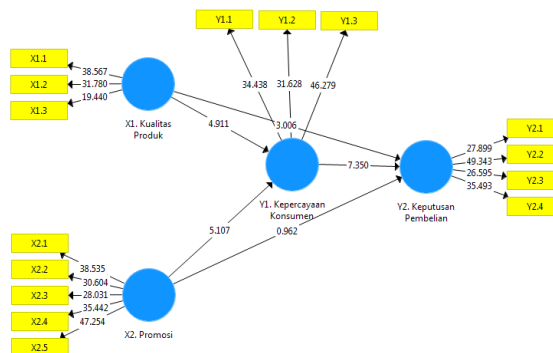 Y1.1
Y1.2
Y1.3
X1.1
X1.2
X1.3
38.567
31.780
19.440
34.438
31.628
46.279
X1. Kualitas
Produk
4.911
3.006
7.350
Y1. Kepercayaan
Konsumen
Y2. Keputusan
Pembelian
27.899
49.343
26.595
35.493
Y2.1
Y2.2
Y2.3
Y2.4
5.107
0.962
X2.1
X2.2
X2.3
X2.4
X2.5
38.535
30.604
28.031
35.442
47.254
X2. Promosi